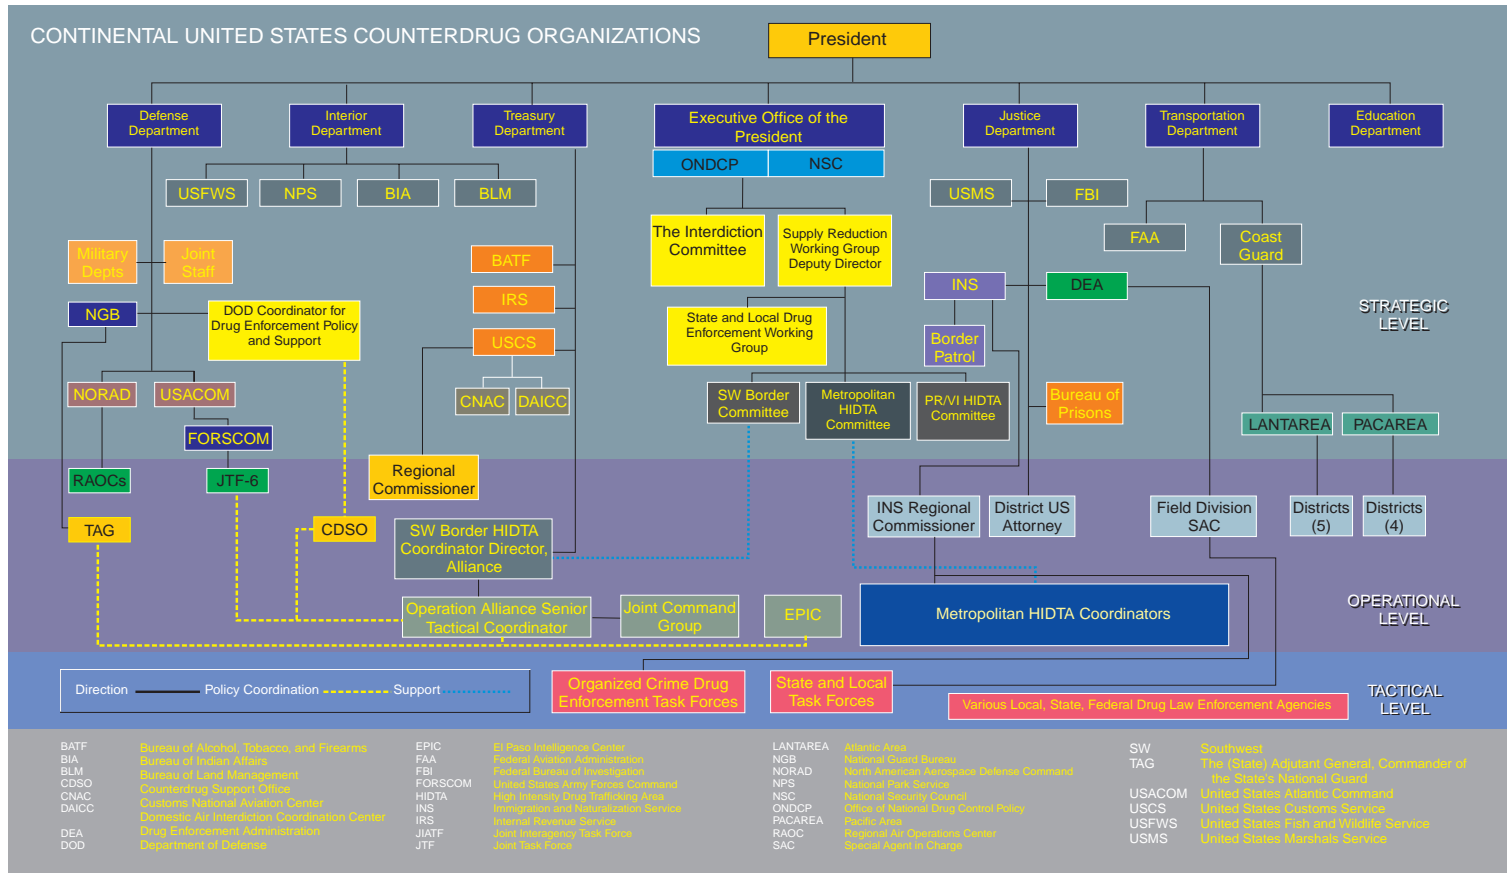 CONTINENTAL UNITED STATES COUNTERDRUG ORGANIZATIONS
President
Defense
Department
Interior
Department
Treasury
Department
Executive Office of the
President
Justice
Department
Transportation
Department
Education
Department
ONDCP
NSC
USFWS
NPS
BIA
BLM
USMS
FBI
The Interdiction
Committee
Supply Reduction
Working Group
Deputy Director
FAA
Coast
Guard
Military
Depts
Joint
Staff
BATF
INS
DEA
IRS
NGB
DOD Coordinator for
Drug Enforcement Policy
and Support
State and Local Drug
Enforcement Working
Group
STRATEGIC
LEVEL
USCS
Border
Patrol
NORAD
USACOM
CNAC
DAICC
SW Border
Committee
Metropolitan
HIDTA
Committee
PR/VI HIDTA
Committee
Bureau of
Prisons
LANTAREA
PACAREA
FORSCOM
RAOCs
JTF-6
Regional
Commissioner
INS Regional
Commissioner
District US
Attorney
Field Division
SAC
Districts
(5)
Districts
(4)
TAG
CDSO
SW Border HIDTA
Coordinator Director,
Alliance
Operation Alliance Senior
Tactical Coordinator
Joint Command
Group
EPIC
Metropolitan HIDTA Coordinators
OPERATIONAL
LEVEL
Direction
Policy Coordination
Support
Organized Crime Drug
Enforcement Task Forces
State and Local
Task Forces
Various Local, State, Federal Drug Law Enforcement Agencies
TACTICAL
LEVEL
BATF Bureau of Alcohol, Tobacco, and Firearms
BIA Bureau of Indian Affairs
BLM Bureau of Land Management
CDSO Counterdrug Support Office
CNAC Customs National Aviation Center
DAICC Domestic Air Interdiction Coordination Center
DEA Drug Enforcement Administration
DOD Department of Defense
EPIC El Paso Intelligence Center
FAA Federal Aviation Administration
FBI Federal Bureau of Investigation
FORSCOM United States Army Forces Command
HIDTA High Intensity Drug Trafficking Area
INS Immigration and Naturalization Service
IRS Internal Revenue Service
JIATF Joint Interagency Task Force
JTF Joint Task Force
LANTAREA Atlantic Area
NGB National Guard Bureau
NORAD North American Aerospace Defense Command
NPS National Park Service
NSC National Security Council
ONDCP Office of National Drug Control Policy
PACAREA Pacific Area
RAOC Regional Air Operations Center
SAC Special Agent in Charge
SW Southwest
TAG The (State) Adjutant General, Commander of
the State's National Guard
USACOM United States Atlantic Command
USCS United States Customs Service
USFWS United States Fish and Wildlife Service
USMS United States Marshals Service